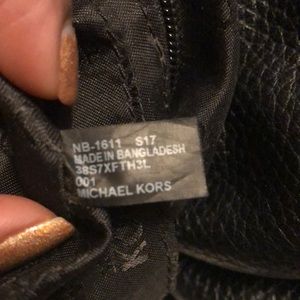 NB-1611 S17
MADE IN BANGLADESH
38S7XFTH3L
001
MICHAEL KORS